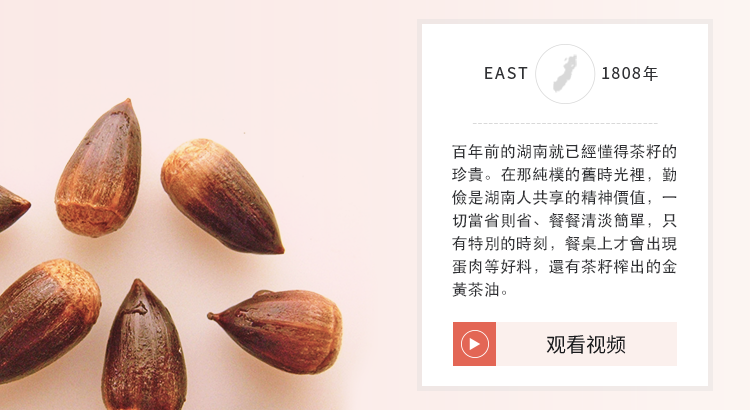 EAST 1808年
百年前的湖南就已經懂得茶籽的
珍貴。在那純樸的舊時光裡，勤
儉是湖南人共享的精神價值，一
切當省則省、餐餐清淡簡單，只
有特別的時刻，餐桌上才會出現
蛋肉等好料，還有茶籽榨出的金
黃茶油。
观看视频